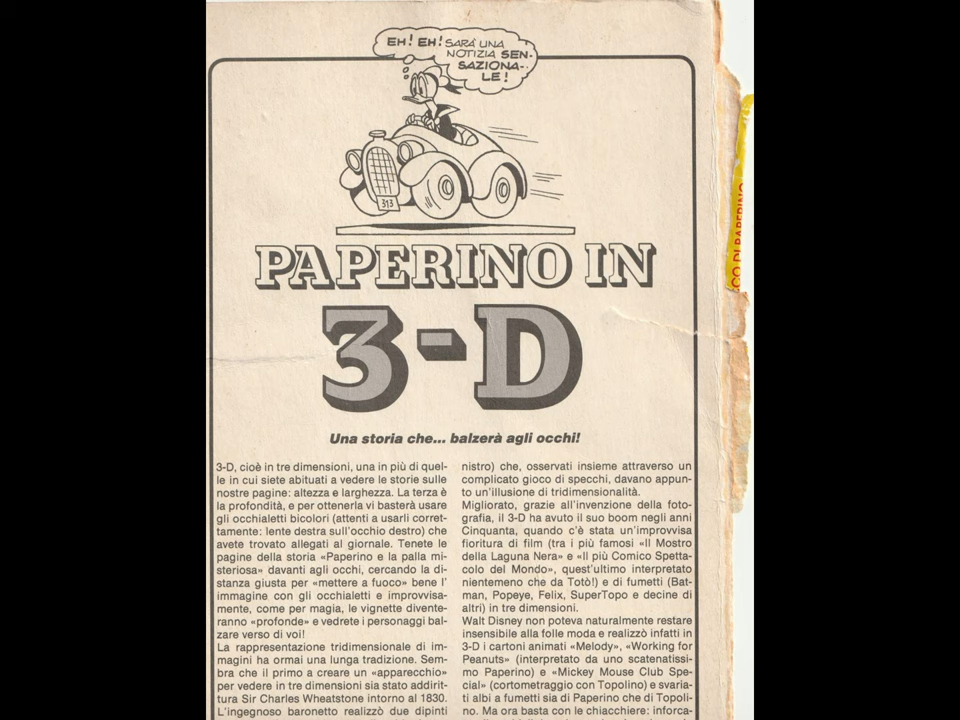 EH! EH! SARÀ UNA
NOTIZIA SEN-
SAZIONA-
LE!
313
PAPERINO IN
3-D
Una storia che... balzerà agli occhi!
3-D, cioè in tre dimensioni, una in più di quel-
le in cui siete abituati a vedere le storie sulle
nostre pagine: altezza e larghezza. La terza è
la profondità, e per ottenerla vi basterà usare
gli occhialetti bicolori (attenti a usarli corret-
tamente: lente destra sull'occhio destro) che
avete trovato allegati al giornale. Tenete le
pagine della storia «Paperino e la palla mi-
steriosa» davanti agli occhi, cercando la di-
stanza giusta per «mettere a fuoco» bene l'
immagine con gli occhialetti e improvvisa-
mente, come per magia, le vignette divente-
ranno «profonde» e vedrete i personaggi bal-
zare verso di voi!
La rappresentazione tridimensionale di im-
magini ha ormai una lunga tradizione. Sem-
bra che il primo a creare un «apparecchio»
per vedere in tre dimensioni sia stato addirit-
tura Sir Charles Wheatstone intorno al 1830.
L'ingegnoso baronetto realizzò due dipinti
nistro) che, osservati insieme attraverso un
complicato gioco di specchi, davano appun-
to un'illusione di tridimensionalità.
Migliorato, grazie all'invenzione della foto-
grafia, il 3-D ha avuto il suo boom negli anni
Cinquanta, quando c'è stata un'improvvisa
fioritura di film (tra i più famosi «Il Mostro
della Laguna Nera» e «Il più Comico Spetta-
colo del Mondo», quest'ultimo interpretato
nientemeno che da Totò!) e di fumetti (Bat-
man, Popeye, Felix, SuperTopo e decine di
altri) in tre dimensioni.
Walt Disney non poteva naturalmente restare
insensibile alla folle moda e realizzò infatti in
3-D i cartoni animati «Melody», «Working for
Peanuts» (interpretato da uno scatenatissi-
mo Paperino) e «Mickey Mouse Club Spe-
cial» (cortometraggio con Topolino) e svaria-
ti albi a fumetti sia di Paperino che di Topoli-
no. Ma ora basta con le chiacchiere: inforca-
CO DI PAPERINO